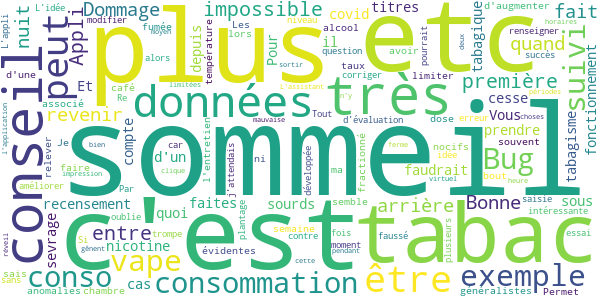 L'appli
L'idée
modifier
Dommage
fumée
moyen
Les
lors
impossible
covid
niveau
titres
d'augmenter
renseigner
horaires
nuit
Appli
plus
etc
alcool
tabagique
fait
suivi
peut
Et
alors
depuis
température
Pour
il
question
avoir
pourrait
deux
quand
succès
conseil
d'une
café
Re
taux
corriger
sortir
limiter
première
fonctionnement
associé
données
limitées
L'assistant
n'y
très
cesse
périodes
revenir
Tout
d'évaluation
dose
erreur
Vous
choses
l'application
Je
compte
sommeil
mauvaise
ferme
idée
prendre
tabagisme
bien
relever
d'un
car
l'entretien
ni
j'attendais
développée
ma
fractionné
nocifs
souvent
Bug
faire
améliorer
impression
clique
virtuel
bout
heure
faudrait
Par
c'est
tabac
recensement
quoi
faites
sourds
semble
arrière
Bonne
saisie
sous
intéressante
entre
oublie
plantage
fois
être
plusieurs
essai
réveil
sevrage
Si
gênent
nicotine
trompe
évidentes
semaine
contre
moment
pendant
faussé
sais
sans
conso
vape
cas
consommation
cette
exemple
anomalies
chambre
généralistes
Permet